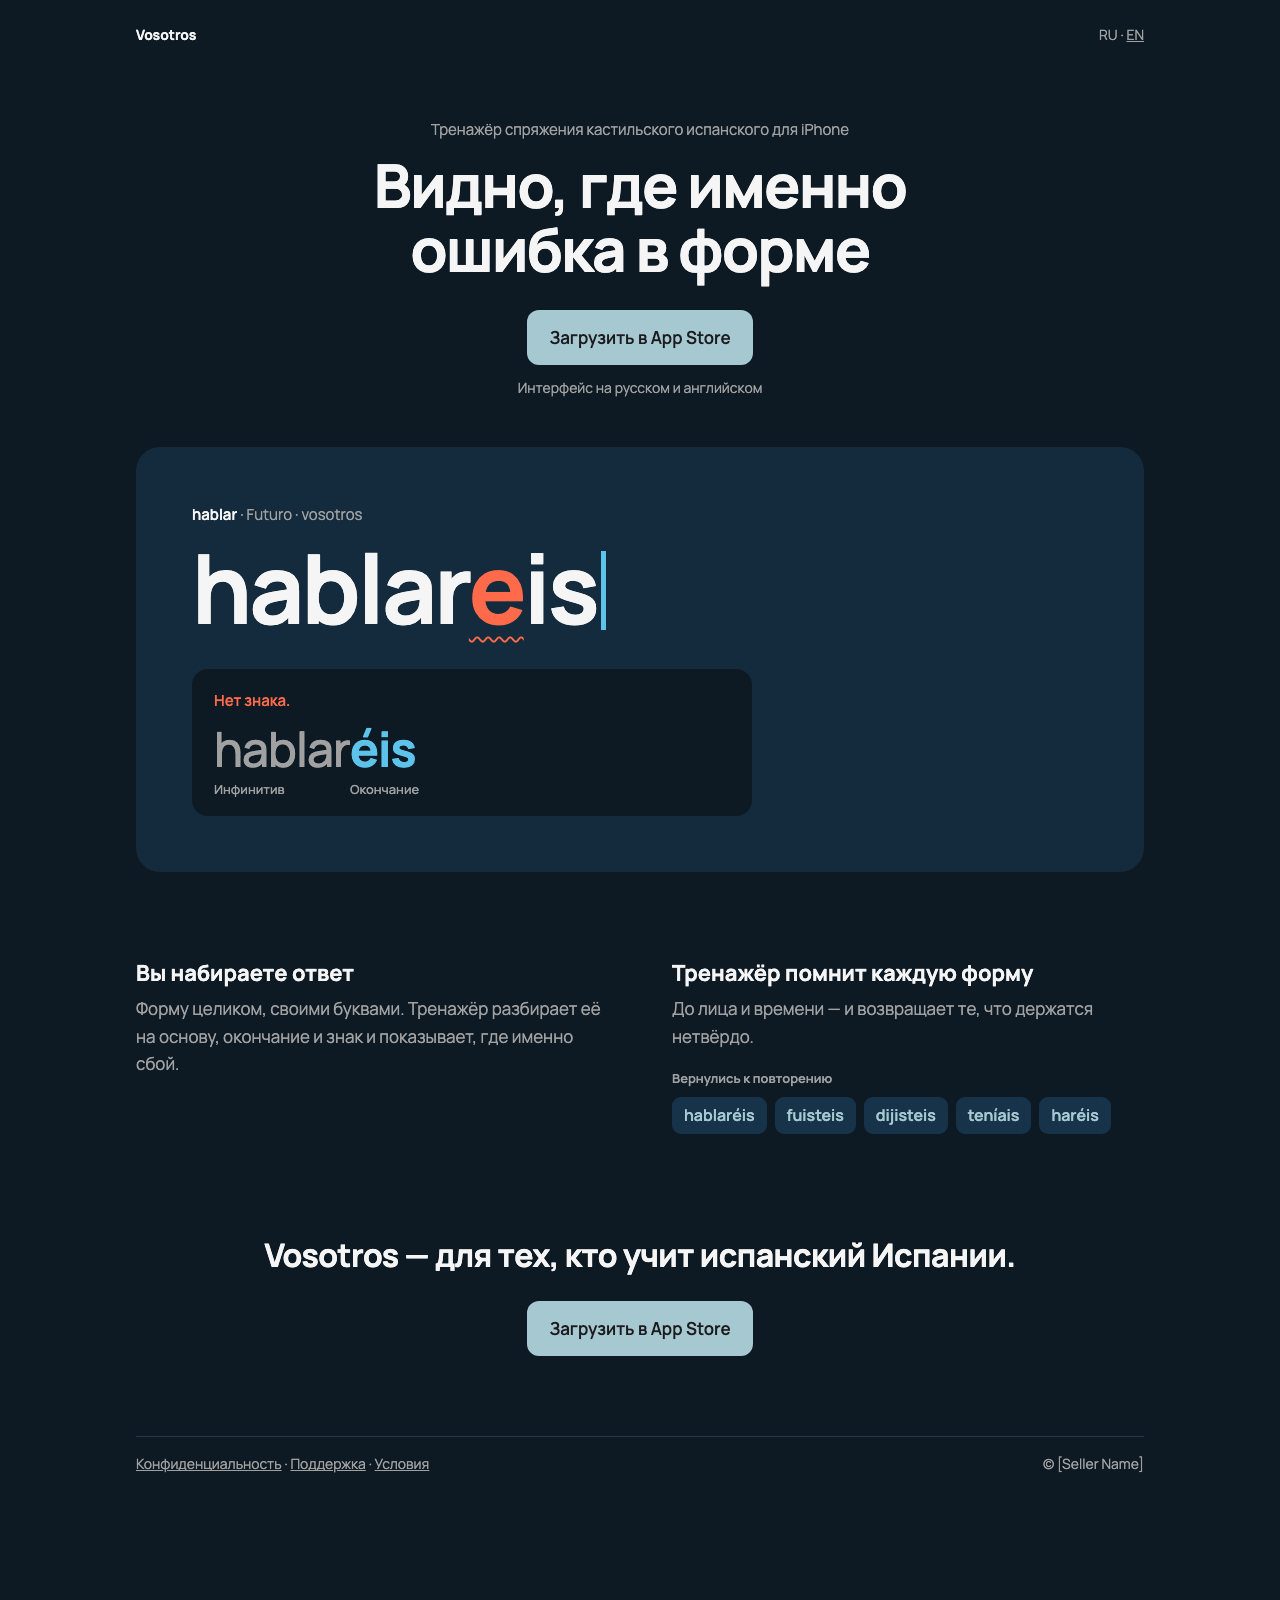 Vosotros
RU · EN
Тренажёр спряжения кастильского испанского для iPhone
Видно, где именно
ошибка в форме
Загрузить в App Store
Интерфейс на русском и английском
hablar · Futuro · vosotros
hablareis
Нет знака.
hablaréis
Инфинитив Окончание
Вы набираете ответ
Форму целиком, своими буквами. Тренажёр разбирает её
на основу, окончание и знак и показывает, где именно
сбой.
Тренажёр помнит каждую форму
До лица и времени — и возвращает те, что держатся
нетвёрдо.
Вернулись к повторению
hablaréis fuisteis dijisteis teníais haréis
Vosotros — для тех, кто учит испанский Испании.
Загрузить в App Store
Конфиденциальность · Поддержка · Условия
© [Seller Name]